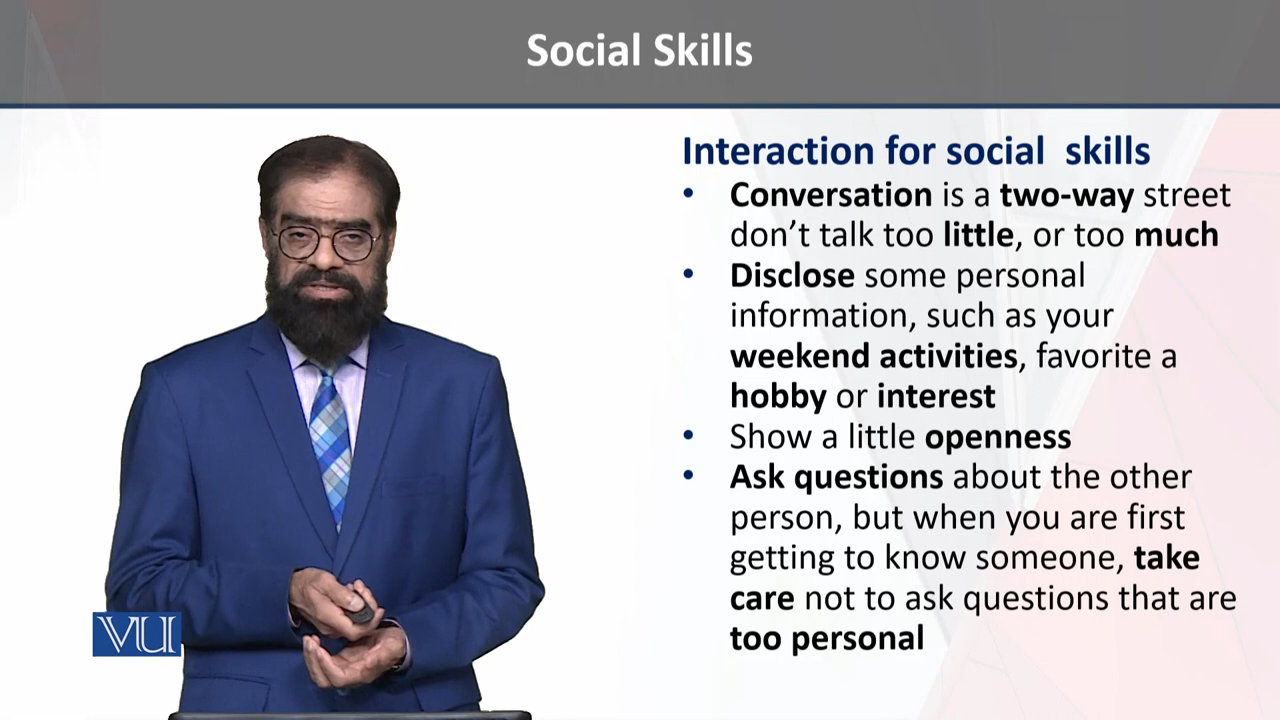 Social Skills
Interaction for social  skills
• Conversation is a two-way street
don’t talk too little, or too much
• Disclose some personal
information, such as your
weekend activities, favorite a
hobby or interest
• Show a little openness
• Ask questions about the other
person, but when you are first
getting to know someone, take
care not to ask questions that are
too personal
VU